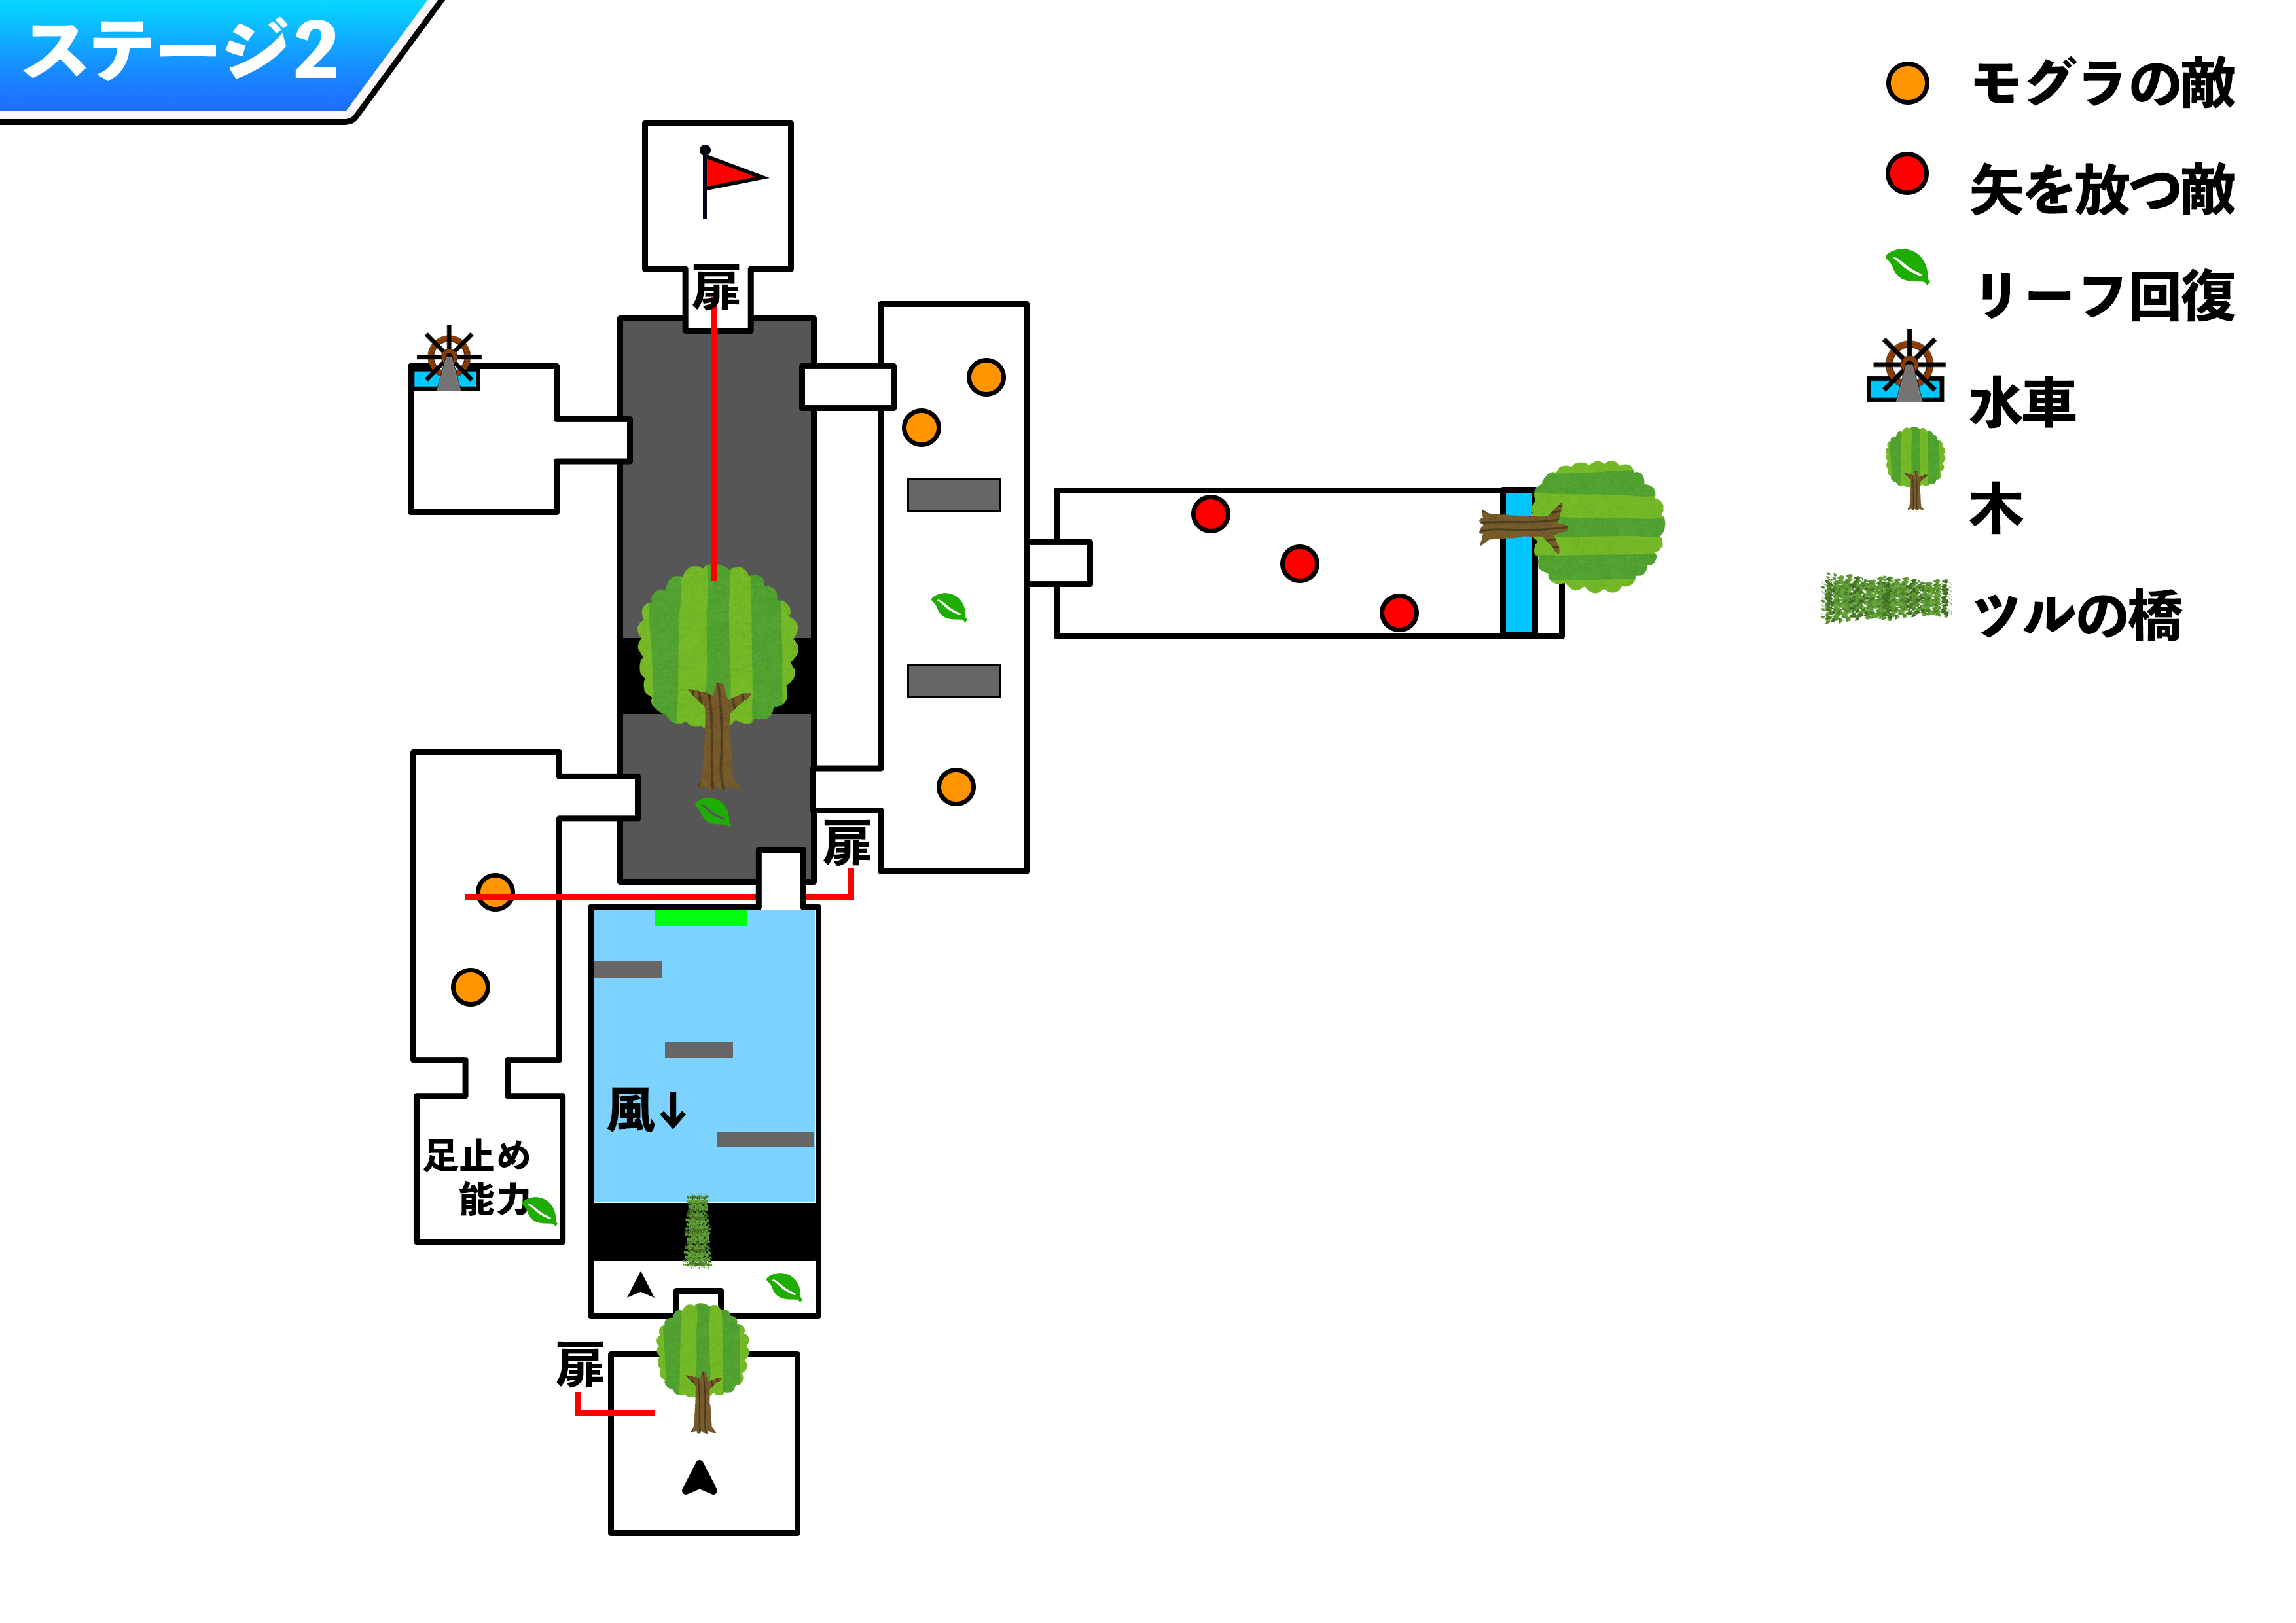 ステージ2
モグラの敵
矢を放つ敵
リーフ回復
水車
木
ツルの橋
扉
扉
風↓
足止め
能力
扉